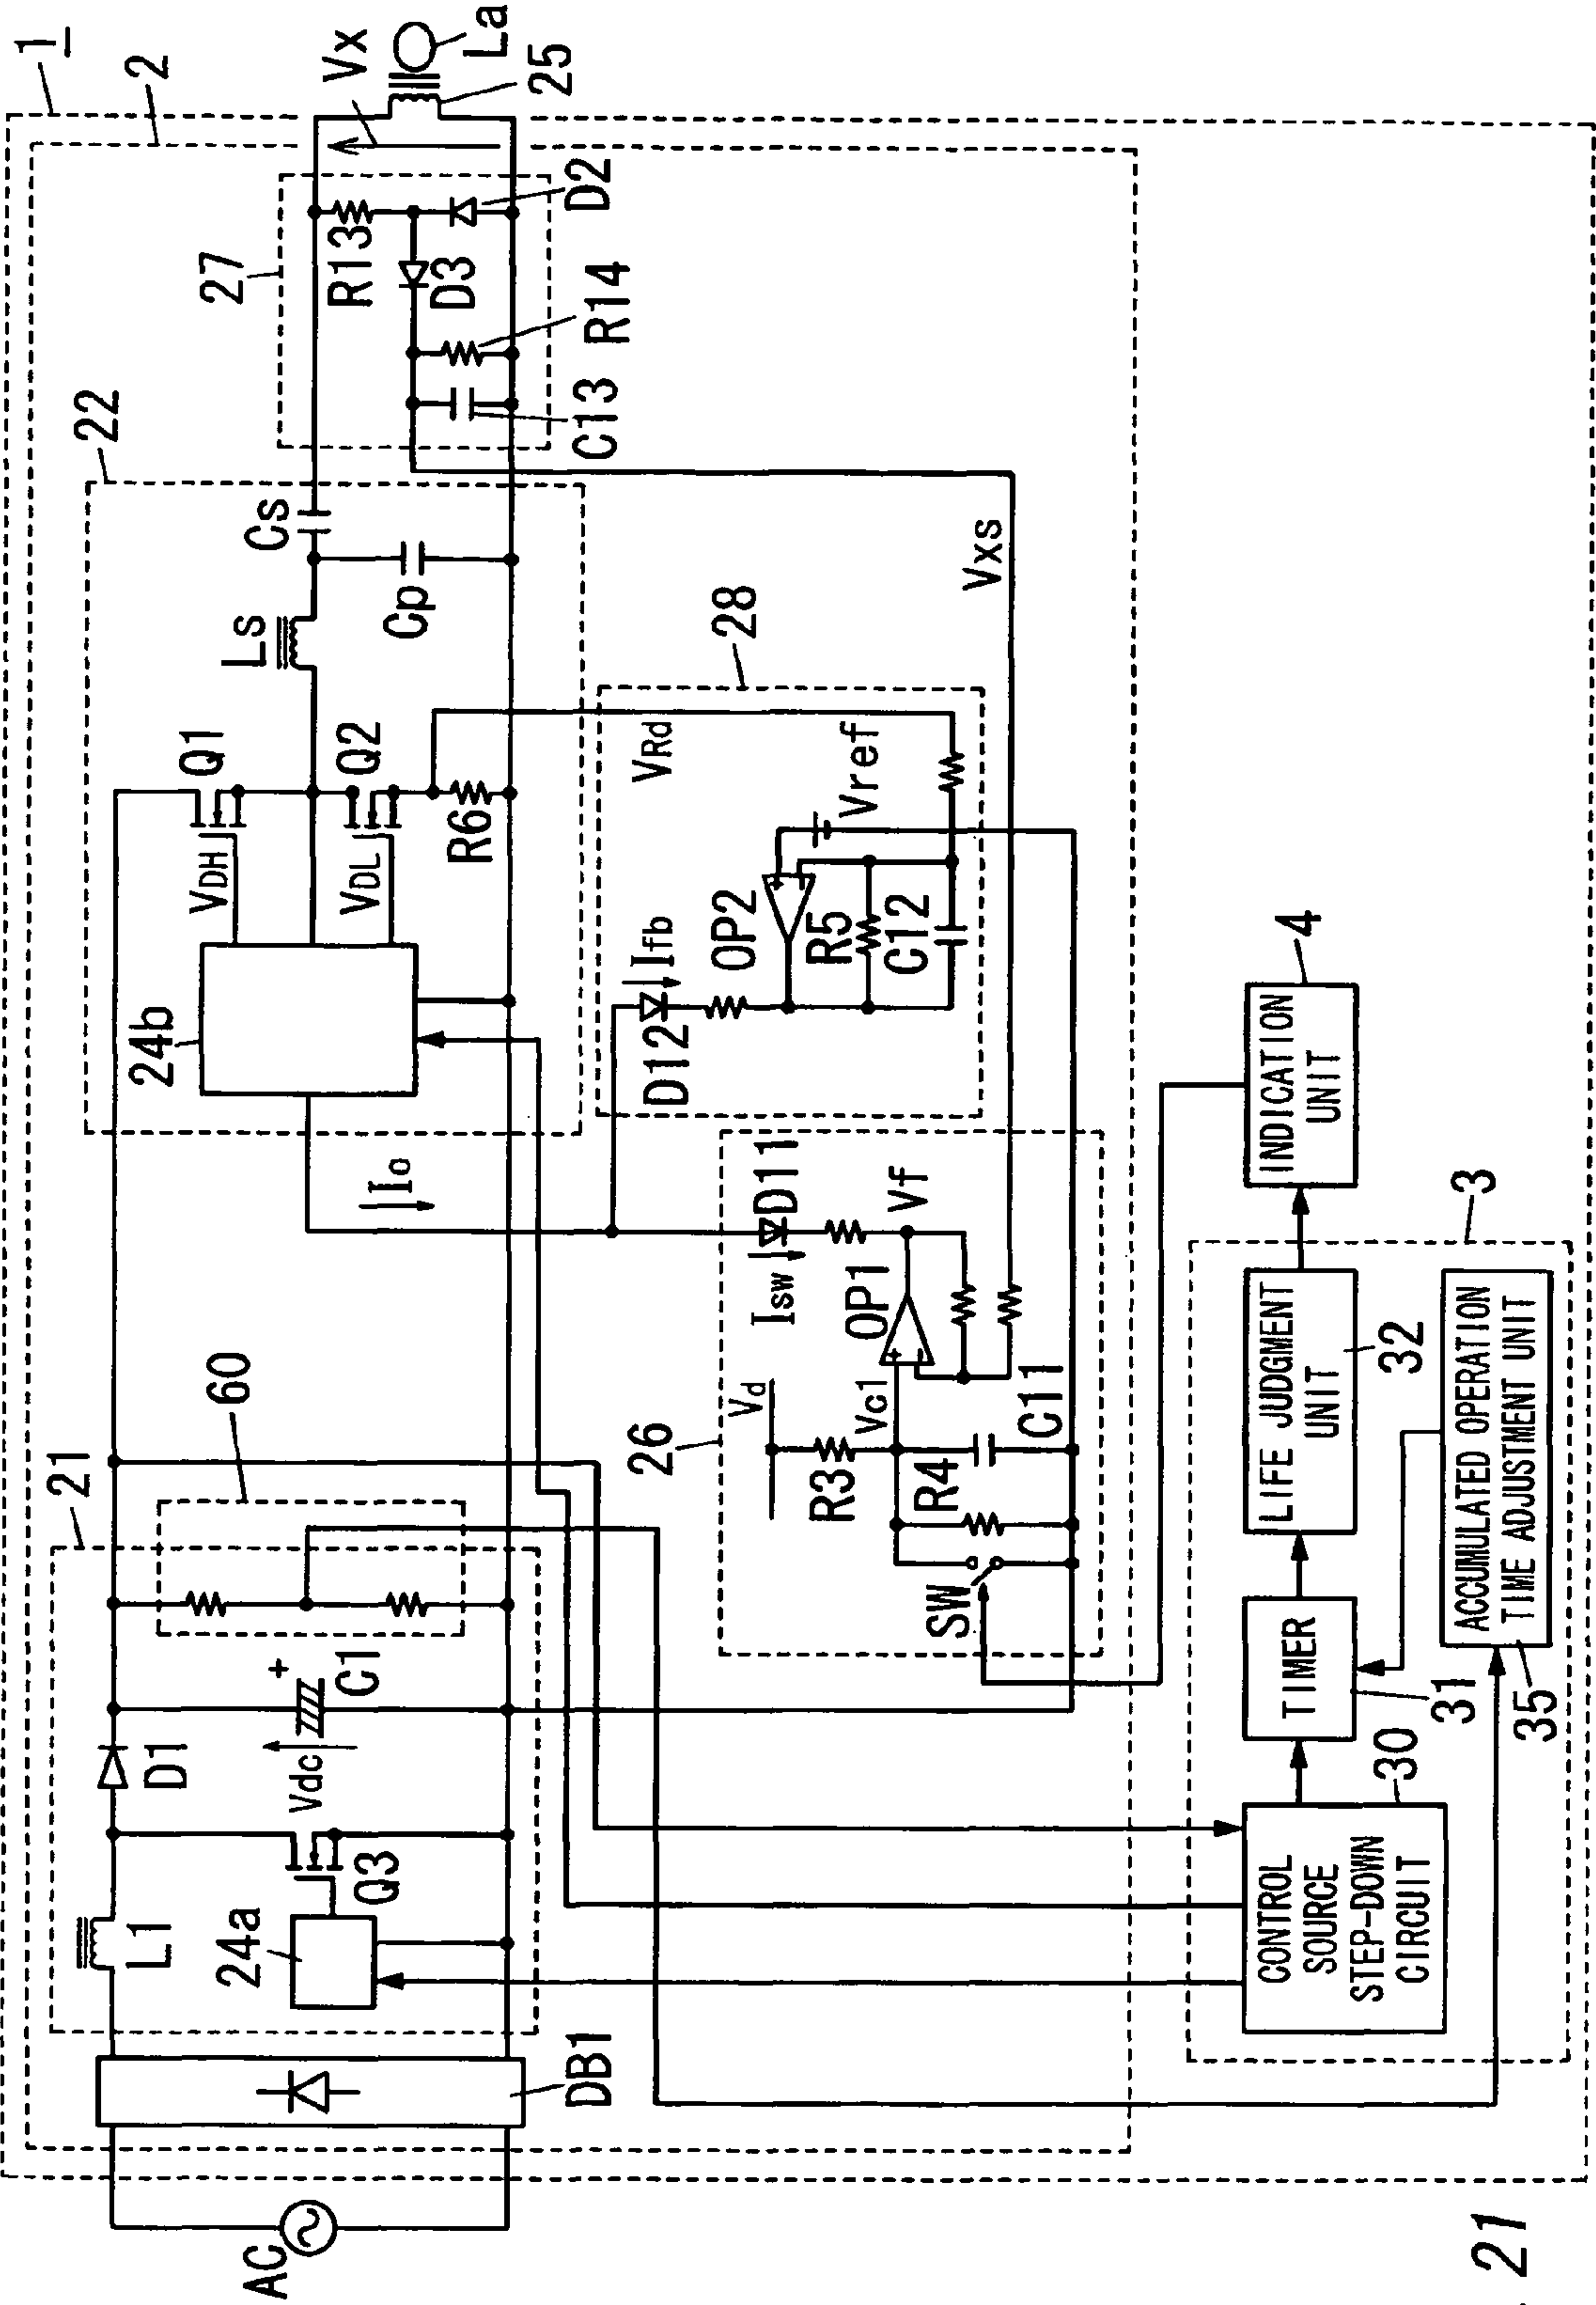 1
2
21
60
22
27
Vx
La
25
AC
DB1
L1
D1
24a
Q3
Vdc
+
C1
24b
VDH
VDL
Q1
Q2
R6
Ls
Cs
Cp
R13
D3
D2
R14
C13
Io
26
Vd
R3
Vc1
R4
C11
SW
OP1
+
−
Isw
D11
Vf
28
D12
Ifb
OP2
+
−
R5
C12
VRd
Vref
Vxs
CONTROL
SOURCE
STEP-DOWN
CIRCUIT
30
TIMER
31
LIFE JUDGMENT
UNIT
32
INDICATION
UNIT
4
3
ACCUMULATED OPERATION
TIME ADJUSTMENT UNIT
35
21